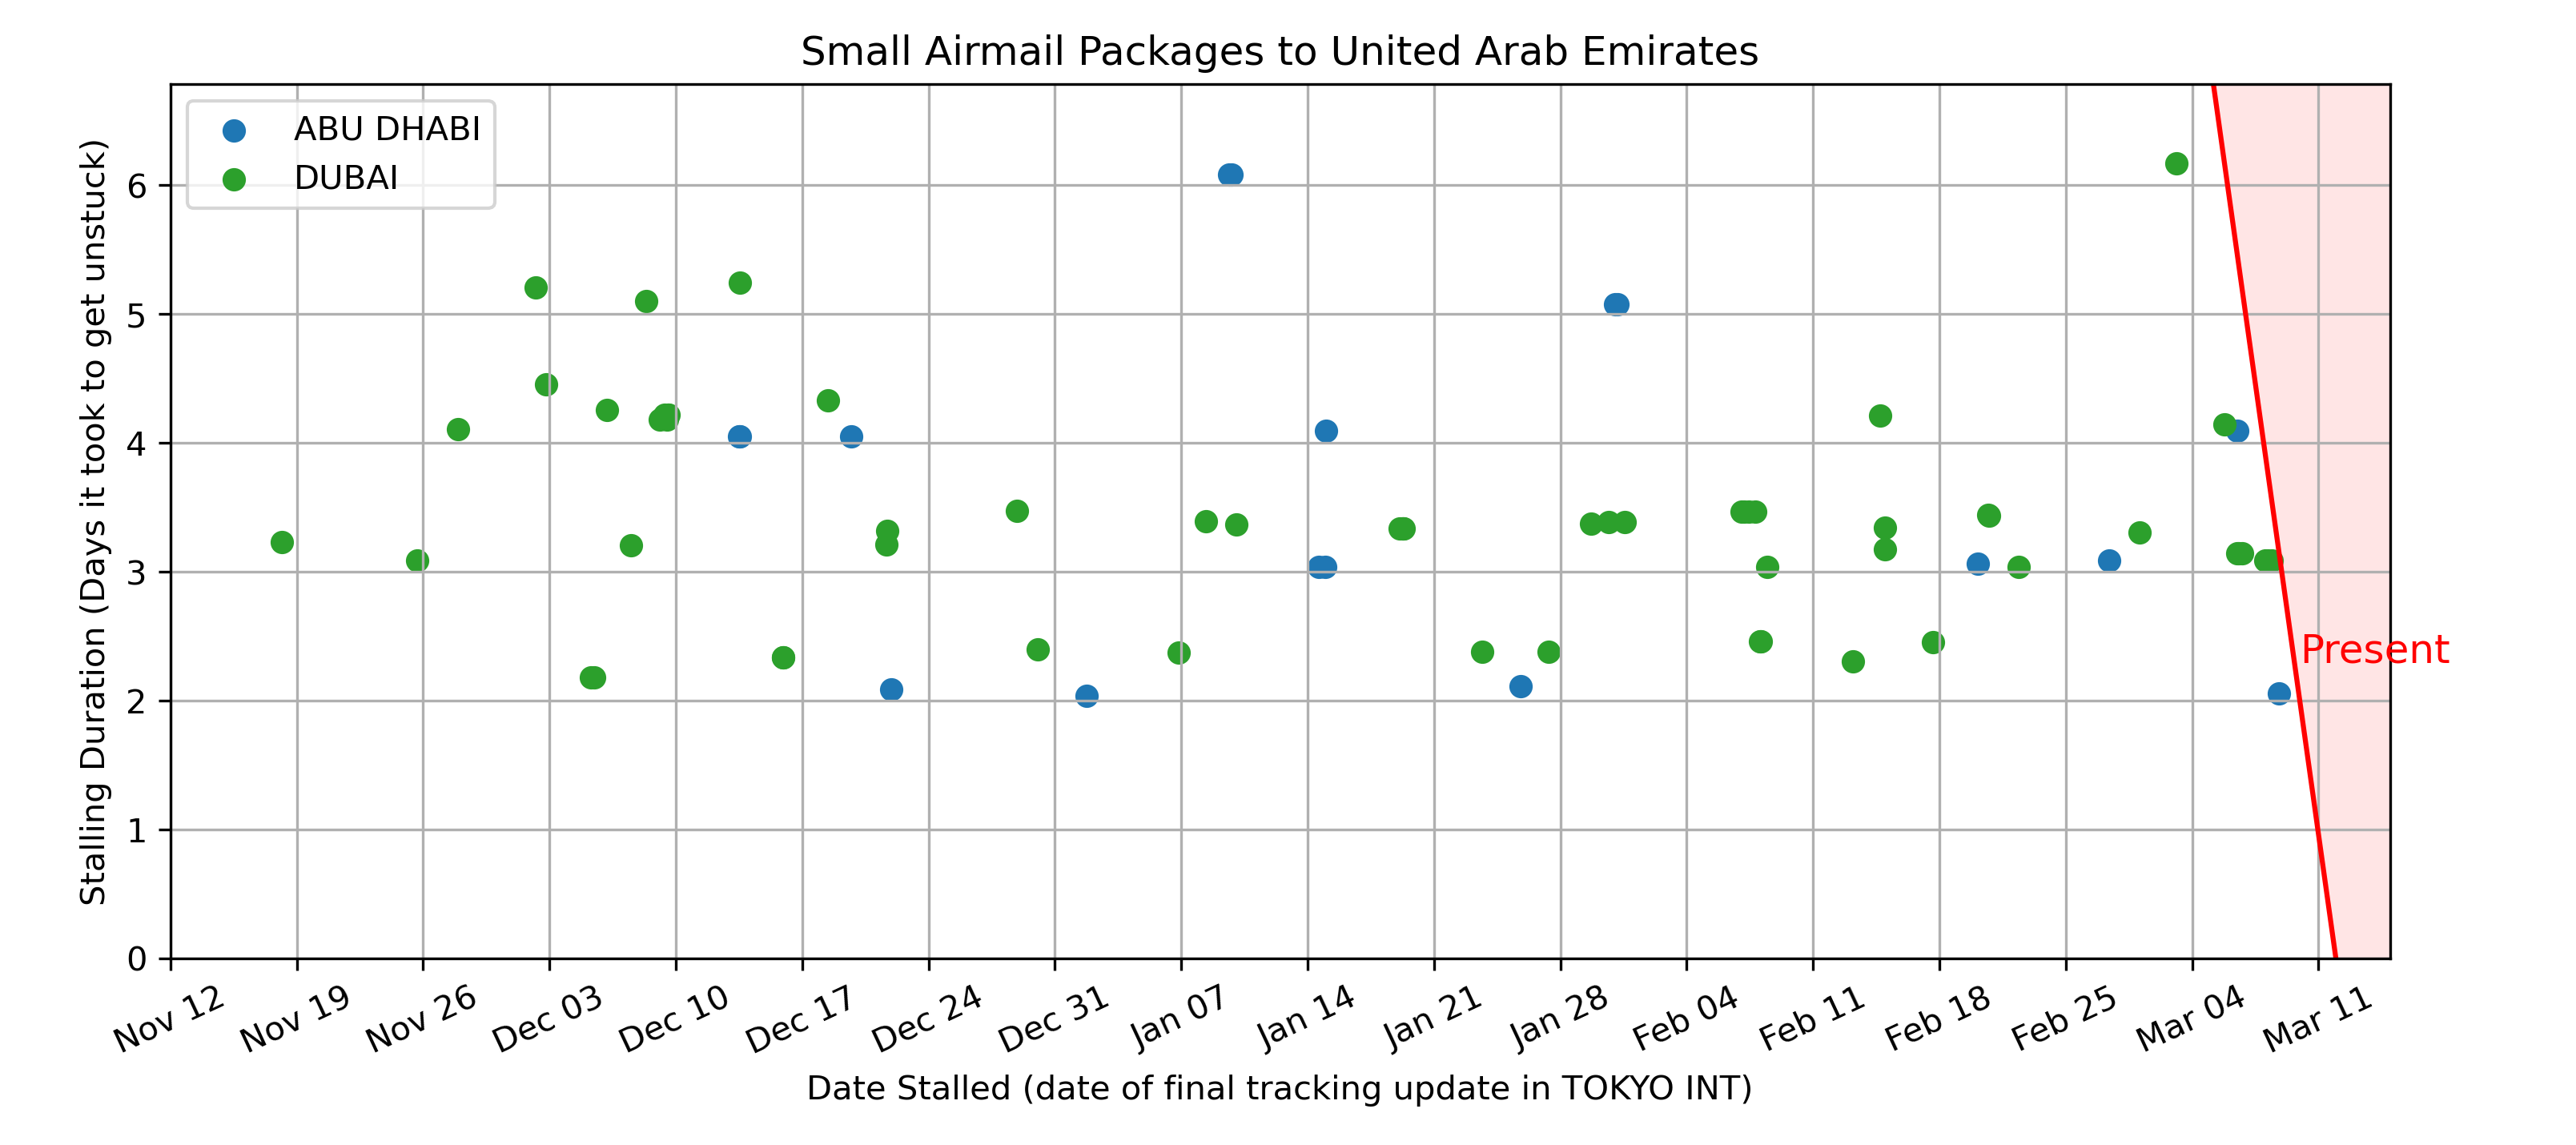 Small Airmail Packages to United Arab Emirates
ABU DHABI
DUBAI
Stalling Duration (Days it took to get unstuck)
6
5
4
3
2
1
0
Present
Nov 12
Nov 19
Nov 26
Dec 03
Dec 10
Dec 17
Dec 24
Dec 31
Jan 07
Jan 14
Jan 21
Jan 28
Feb 04
Feb 11
Feb 18
Feb 25
Mar 04
Mar 11
Date Stalled (date of final tracking update in TOKYO INT)